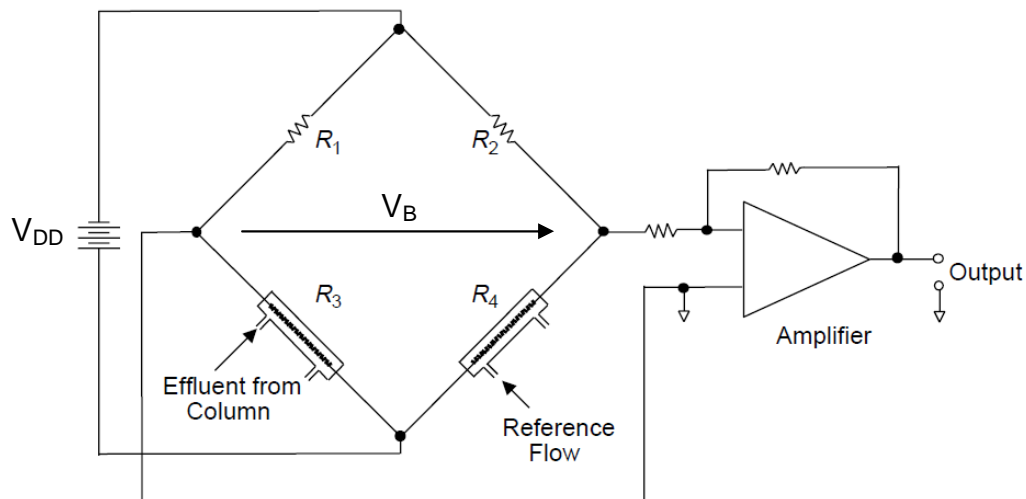 R1
R2
VB
VDD
R3
R4
Output
Amplifier
Effluent from
Column
Reference
Flow